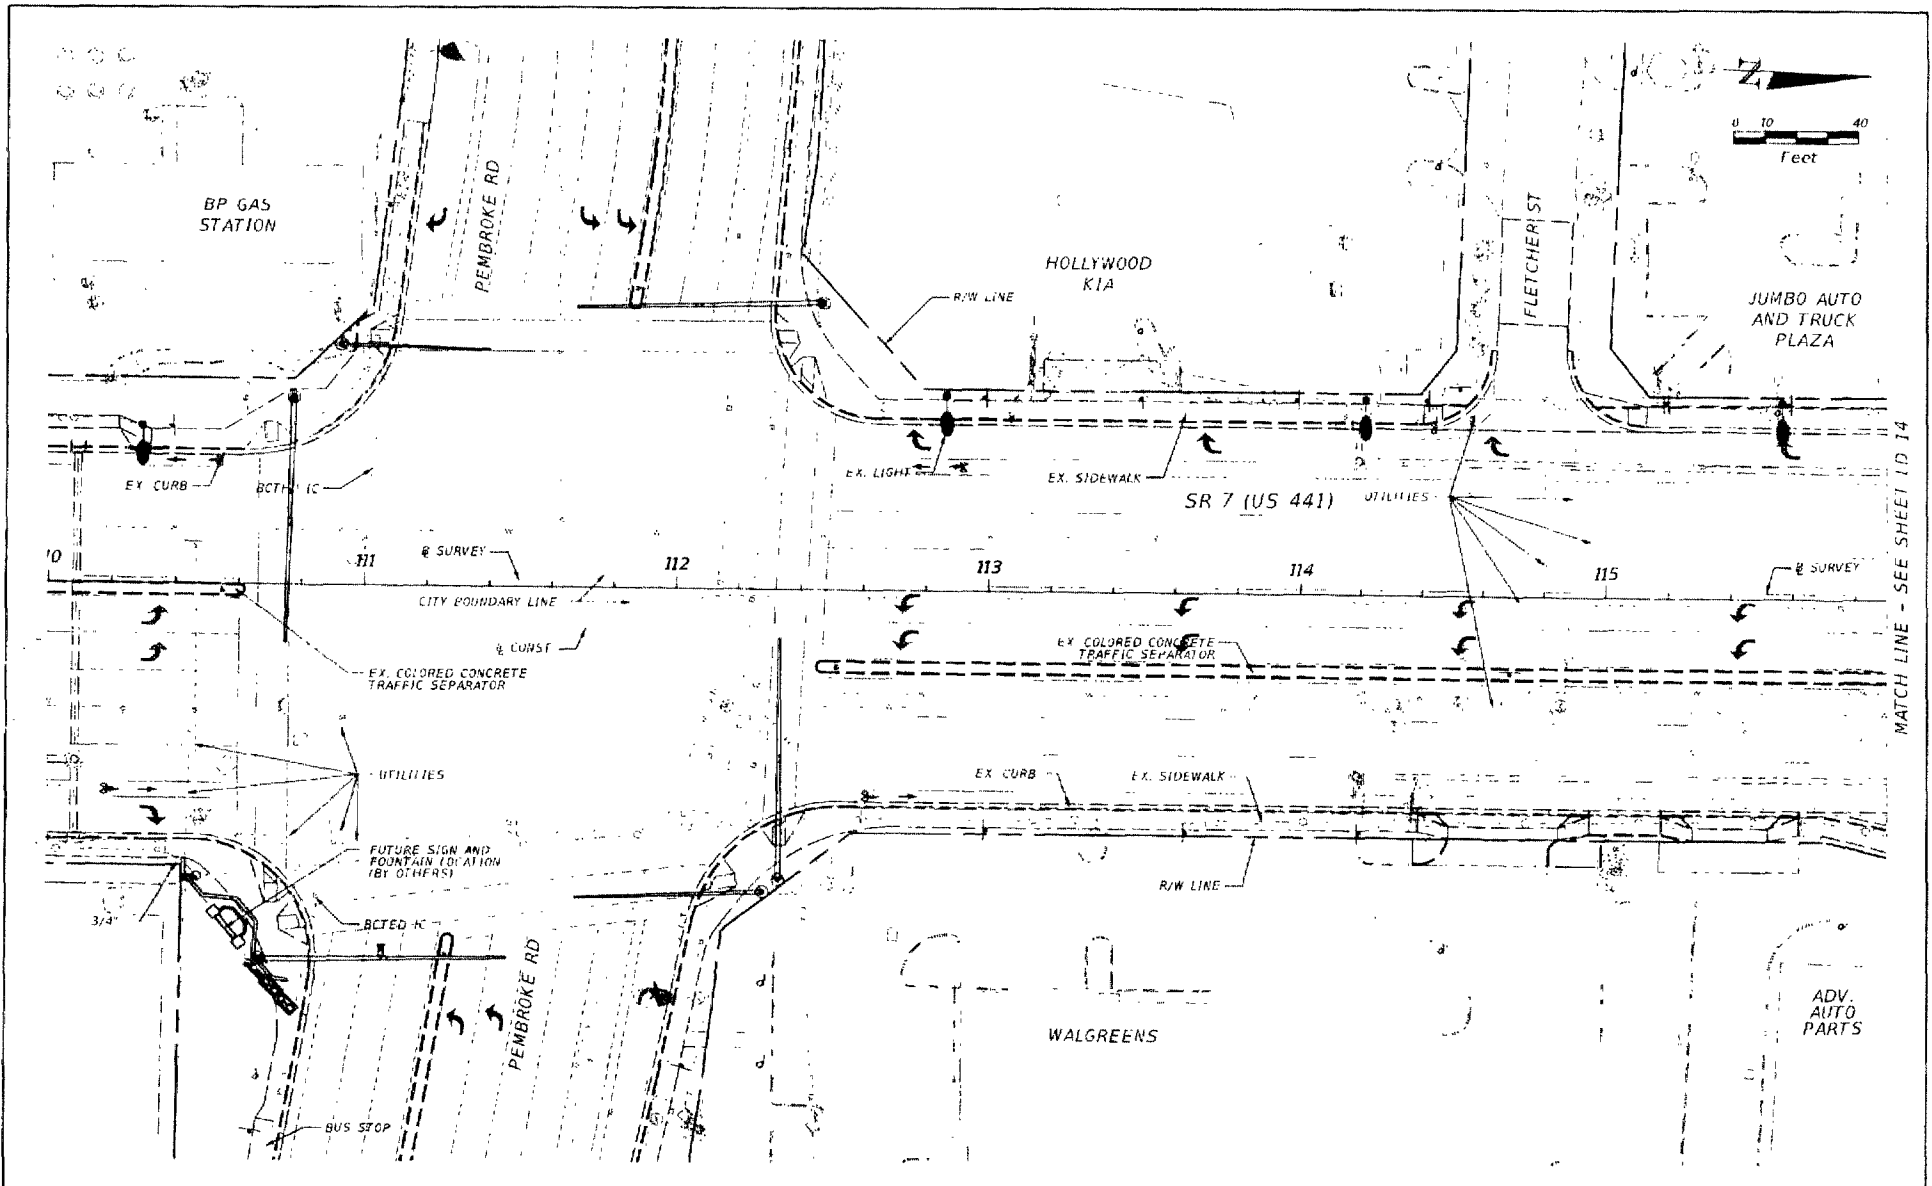 Z
0 10 40
Feet
BP GAS
STATION
PEMBROKE RD
HOLLYWOOD
KIA
R/W LINE
FLETCHER ST
JUMBO AUTO
AND TRUCK
PLAZA
EX CURB
EX. LIGHT
EX. SIDEWALK
SR 7 (US 441)
UTILITIES
MATCH LINE - SEE SHEET LD 14
111
112
113
114
115
℄ SURVEY
℄ SURVEY
CITY BOUNDARY LINE
℄ CONST
EX. COLORED CONCRETE
TRAFFIC SEPARATOR
EX COLORED CONCRETE
TRAFFIC SEPARATOR
UTILITIES
EX CURB
EX. SIDEWALK
FUTURE SIGN AND
FOUNTAIN LOCATION
(BY OTHERS)
R/W LINE
3/4"
PEMBROKE RD
WALGREENS
ADV.
AUTO
PARTS
BUS STOP